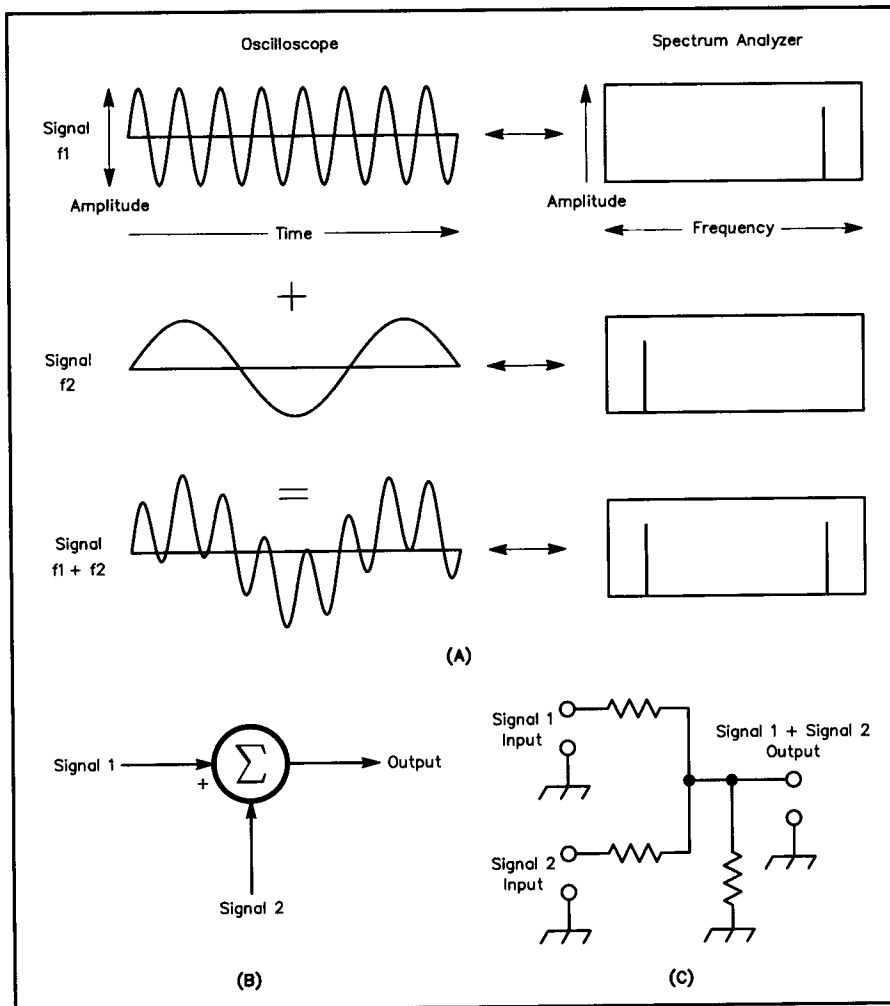 Oscilloscope
Spectrum Analyzer
Signal
f1
Amplitude
Time
Amplitude
Frequency
+
Signal
f2
=
Signal
f1 + f2
(A)
Signal 1
+
Σ
Output
Signal 2
(B)
Signal 1
Input
Signal 1 + Signal 2
Output
Signal 2
Input
(C)